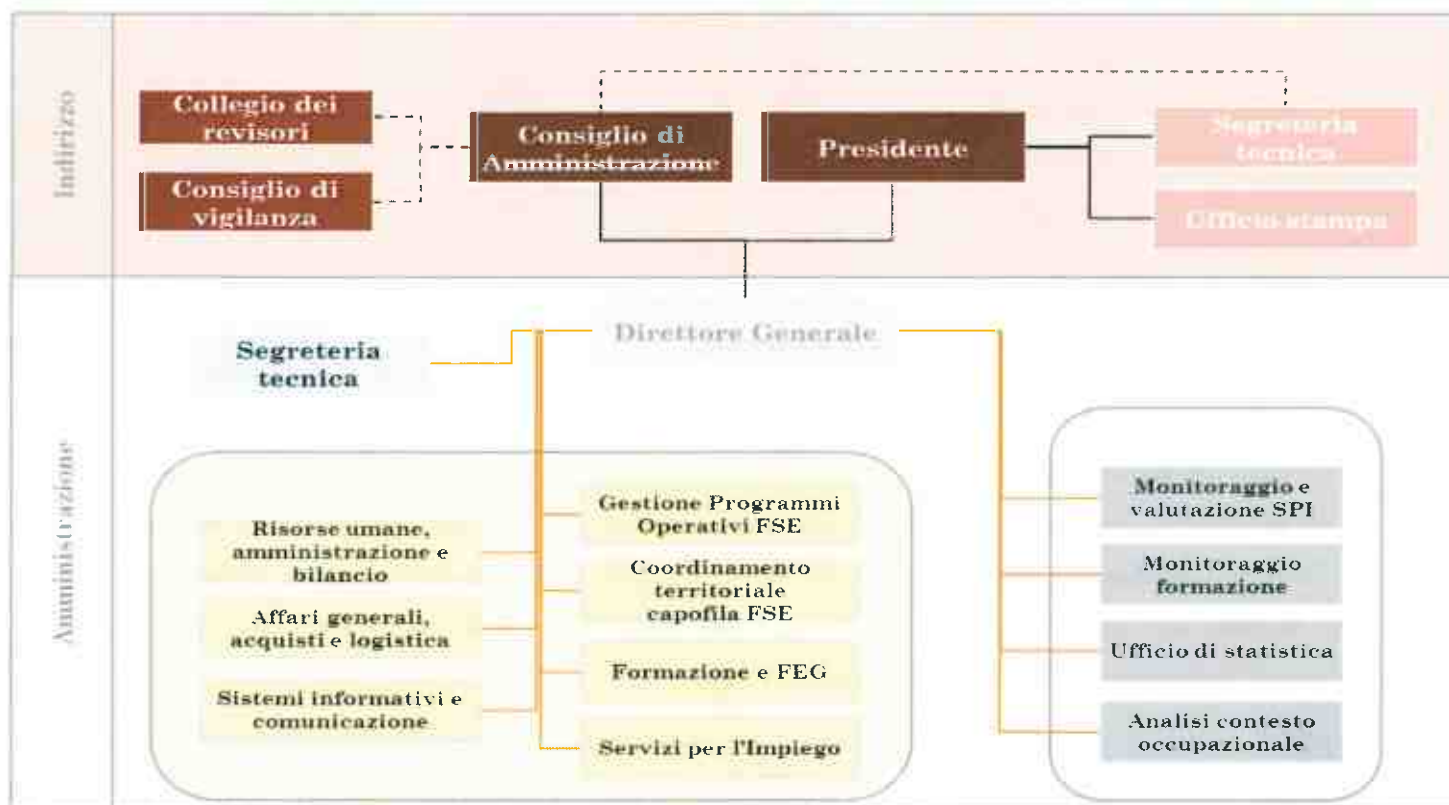 Indirizzo
Collegio dei
revisori
Consiglio di
vigilanza
Consiglio di
Amministrazione
Presidente
Segreteria
tecnica
Ufficio stampa
Amministrazione
Direttore Generale
Segreteria
tecnica
Risorse umane,
amministrazione e
bilancio
Affari generali,
acquisti e logistica
Sistemi informativi e
comunicazione
Gestione Programmi
Operativi FSE
Coordinamento
territoriale
capofila FSE
Formazione e FEG
Servizi per l'Impiego
Monitoraggio e
valutazione SPI
Monitoraggio
formazione
Ufficio di statistica
Analisi contesto
occupazionale